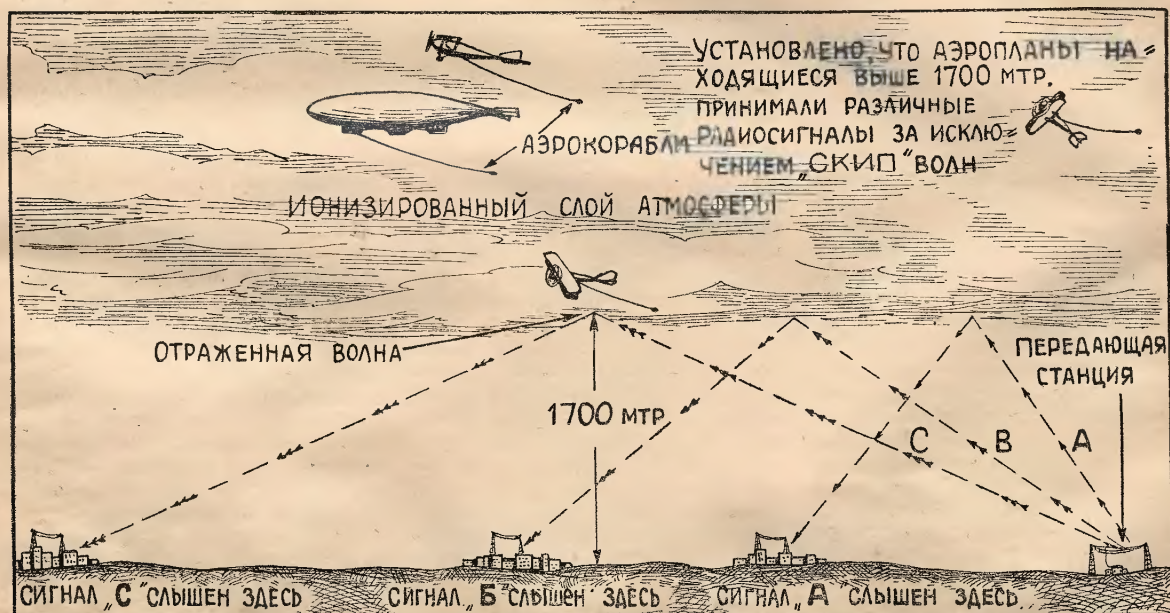 УСТАНОВЛЕНО, ЧТО АЭРОПЛАНЫ НА=
ХОДЯЩИЕСЯ ВЫШЕ 1700 МТР.
ПРИНИМАЛИ РАЗЛИЧНЫЕ
РАДИОСИГНАЛЫ ЗА ИСКЛЮ=
ЧЕНИЕМ „СКИП" ВОЛН
АЭРОКОРАБЛИ
ИОНИЗИРОВАННЫЙ СЛОЙ АТМОСФЕРЫ
ОТРАЖЕННАЯ ВОЛНА
ПЕРЕДАЮЩАЯ
СТАНЦИЯ
1700 МТР
С
В
А
СИГНАЛ „С" СЛЫШЕН ЗДЕСЬ
СИГНАЛ „Б" СЛЫШЕН ЗДЕСЬ
СИГНАЛ „А" СЛЫШЕН ЗДЕСЬ